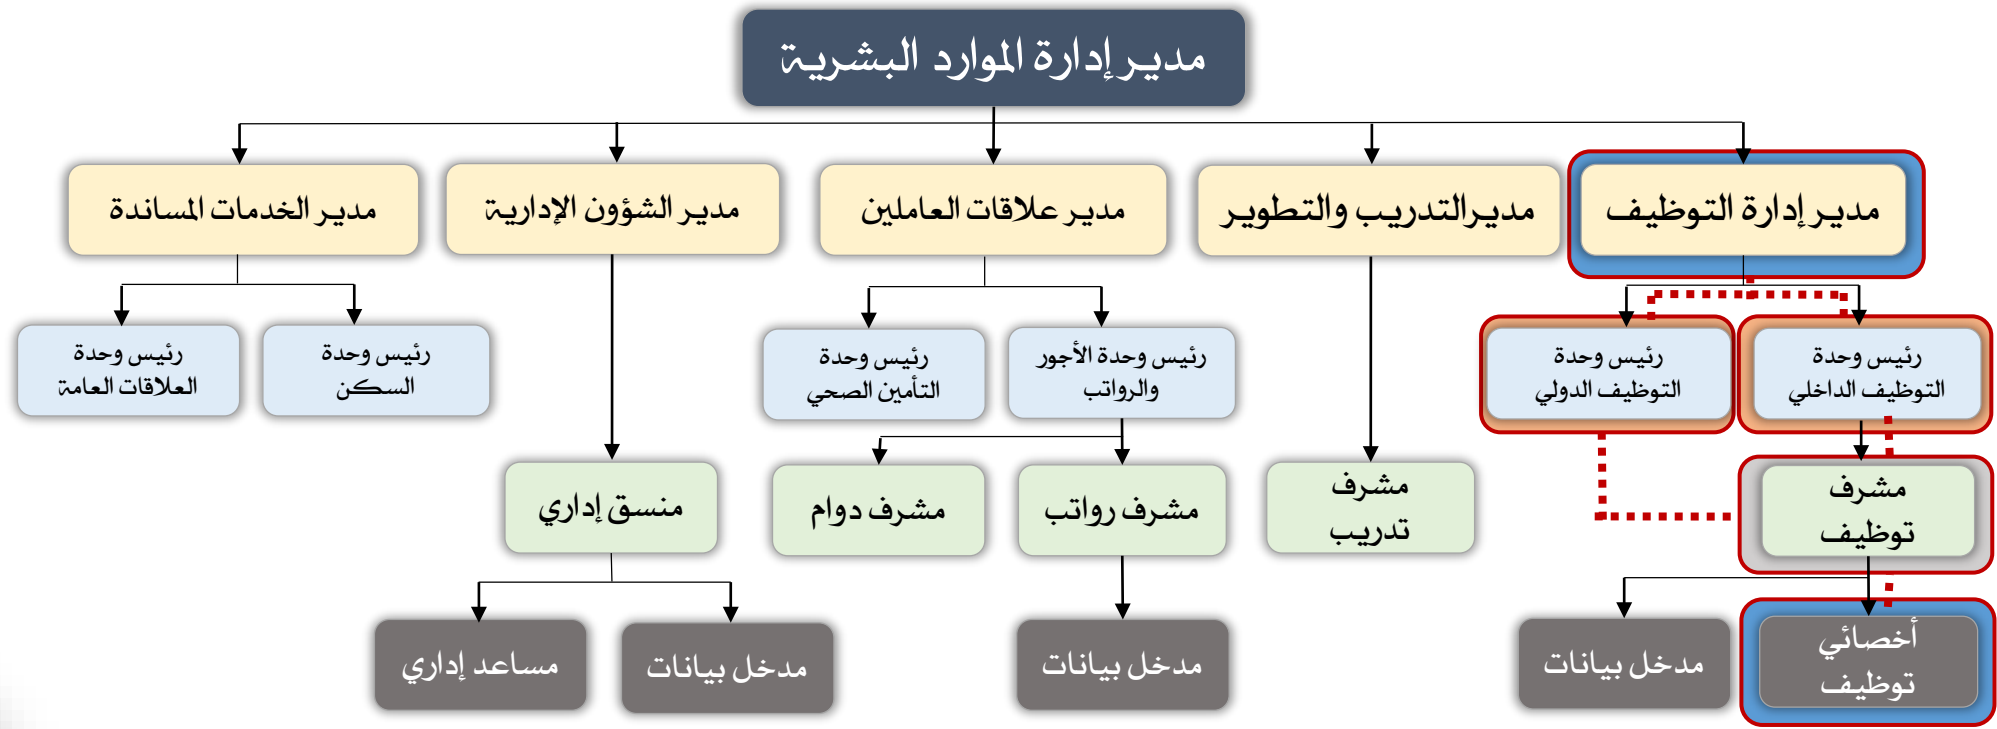 مدير إدارة الموارد البشرية
مدير إدارة التوظيف
مدير التدريب والتطوير
مدير علاقات العاملين
مدير الشؤون الإدارية
مدير الخدمات المساندة
رئيس وحدة
التوظيف الداخلي
رئيس وحدة
التوظيف الدولي
رئيس وحدة الأجور
والرواتب
رئيس وحدة
التأمين الصحي
رئيس وحدة
السكن
رئيس وحدة
العلاقات العامة
مشرف
توظيف
مشرف
تدريب
مشرف رواتب
مشرف دوام
منسق إداري
أخصائي
توظيف
مدخل بيانات
مدخل بيانات
مدخل بيانات
مساعد إداري